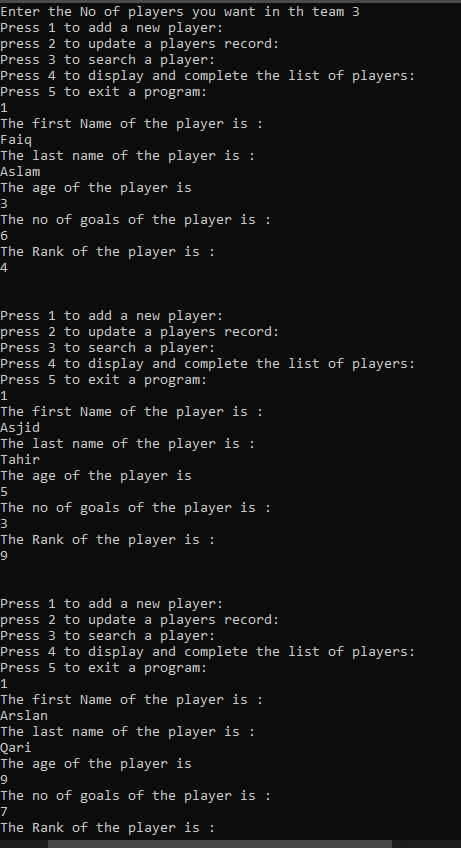 Enter the No of players you want in th team 3
Press 1 to add a new player:
press 2 to update a players record:
Press 3 to search a player:
Press 4 to display and complete the list of players:
Press 5 to exit a program:
1
The first Name of the player is :
Faiq
The last name of the player is :
Aslam
The age of the player is
3
The no of goals of the player is :
6
The Rank of the player is :
4
Press 1 to add a new player:
press 2 to update a players record:
Press 3 to search a player:
Press 4 to display and complete the list of players:
Press 5 to exit a program:
1
The first Name of the player is :
Asjid
The last name of the player is :
Tahir
The age of the player is
5
The no of goals of the player is :
3
The Rank of the player is :
9
Press 1 to add a new player:
press 2 to update a players record:
Press 3 to search a player:
Press 4 to display and complete the list of players:
Press 5 to exit a program:
1
The first Name of the player is :
Arslan
The last name of the player is :
Qari
The age of the player is
9
The no of goals of the player is :
7
The Rank of the player is :